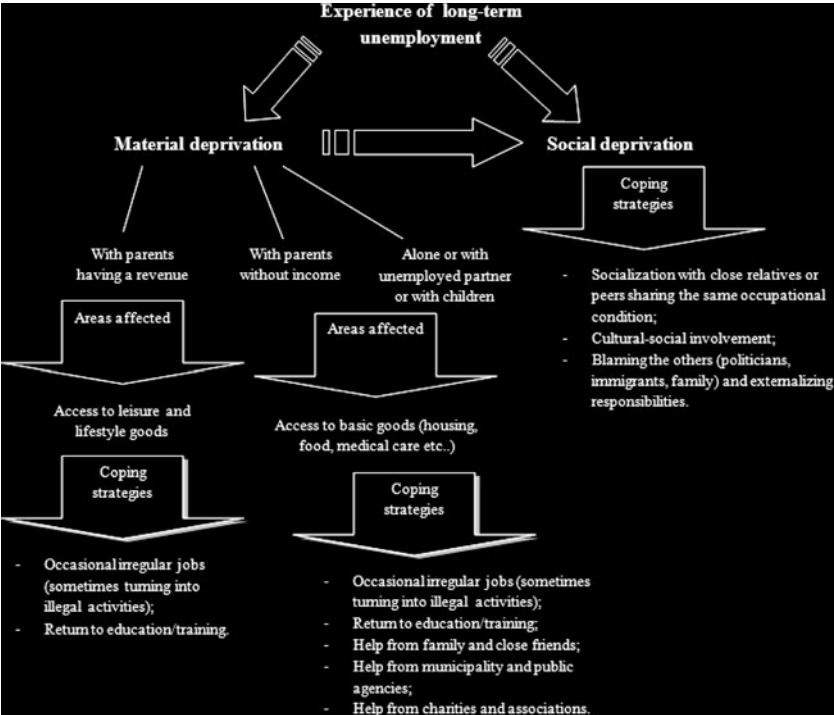 Experience of long-term
unemployment
Material deprivation
Social deprivation
With parents
having a revenue
With parents
without income
Alone or with
unemployed partner
or with children
Areas affected
Areas affected
Access to leisure and
lifestyle goods
Access to basic goods (housing,
food, medical care etc..)
Coping
strategies
Coping
strategies
- Occasional irregular jobs
(sometimes turning into
illegal activities);
- Return to education/training.
- Occasional irregular jobs (sometimes
turning into illegal activities);
- Return to education/training;
- Help from family and close friends;
- Help from municipality and public
agencies;
- Help from charities and associations.
Coping
strategies
- Socialization with close relatives or
peers sharing the same occupational
condition;
- Cultural-social involvement;
- Blaming the others (politicians,
immigrants, family) and externalizing
responsibilities.